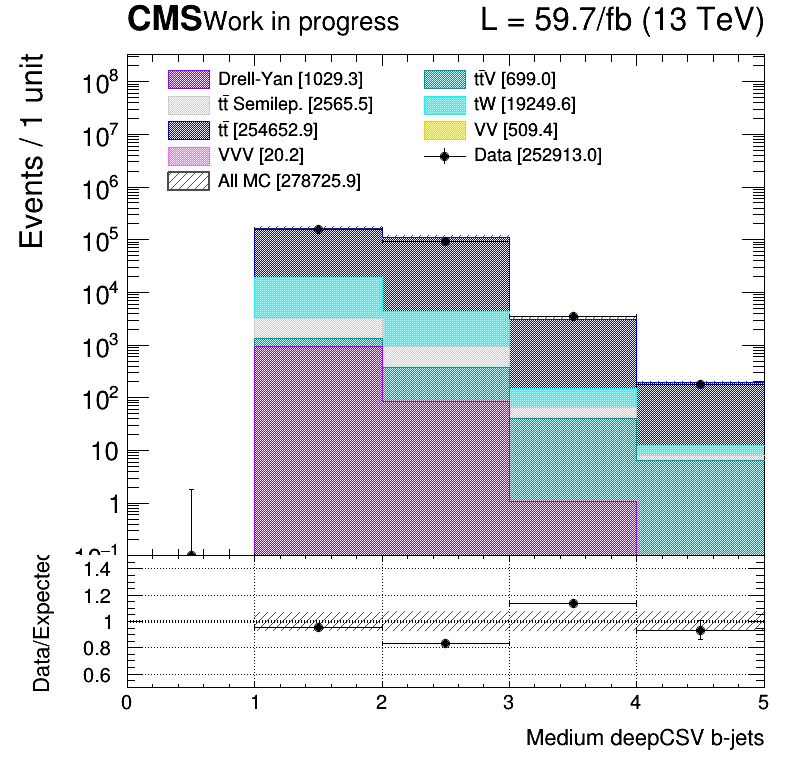 CMS Work in progress L = 59.7/fb (13 TeV)
Events / 1 unit
Drell-Yan [1029.3] tt̄V [699.0]
tt̄ Semilep. [2565.5] tW [19249.6]
tt̄ [254652.9] VV [509.4]
VVV [20.2] Data [252913.0]
All MC [278725.9]
10⁸
10⁷
10⁶
10⁵
10⁴
10³
10²
10
1
10⁻¹
Data/Expected
1.4
1.2
1
0.8
0.6
0 1 2 3 4 5
Medium deepCSV b-jets